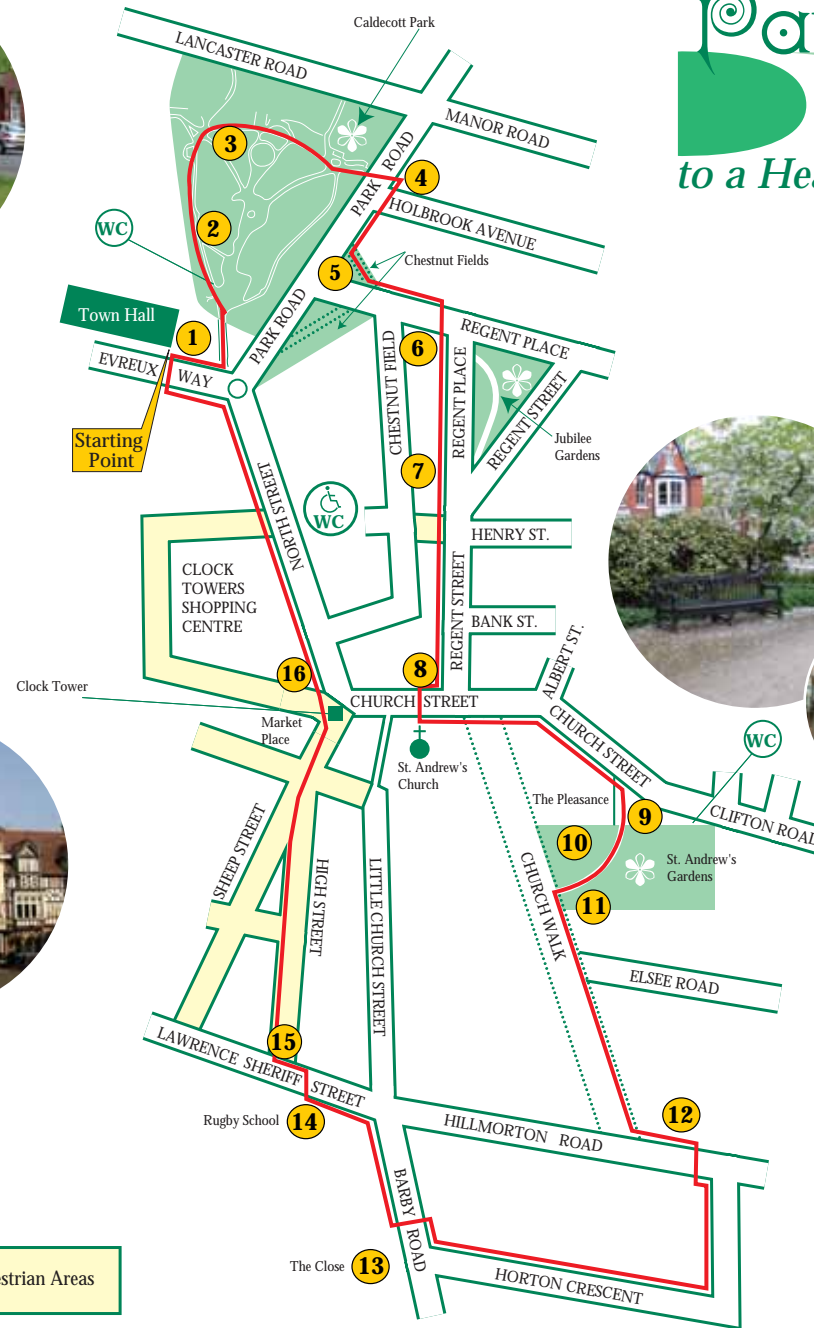 Caldecott Park
LANCASTER ROAD
MANOR ROAD
PARK ROAD
to a
HOLBROOK AVENUE
WC
Chestnut Fields
Town Hall
PARK ROAD
EVREUX WAY
REGENT PLACE
Starting
Point
CHESTNUT FIELD
REGENT PLACE
REGENT STREET
Jubilee
Gardens
NORTH STREET
WC
HENRY ST.
CLOCK
TOWERS
SHOPPING
CENTRE
REGENT STREET
BANK ST.
ALBERT ST.
Clock Tower
CHURCH STREET
Market
Place
CHURCH STREET
WC
St. Andrew's
Church
The Pleasance
CLIFTON ROAD
SHEEP STREET
HIGH STREET
LITTLE CHURCH STREET
CHURCH WALK
St. Andrew's
Gardens
ELSEE ROAD
LAWRENCE SHERIFF STREET
Rugby School
HILLMORTON ROAD
BARBY ROAD
The Close
HORTON CRESCENT
Areas
1
2
3
4
5
6
7
8
9
10
11
12
13
14
15
16